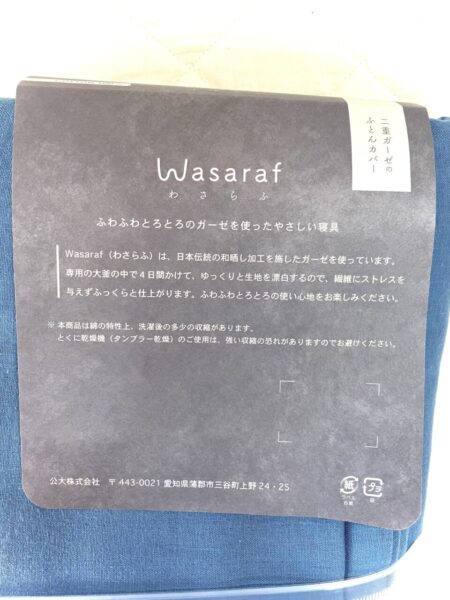 二重ガーゼの
ふとんカバー
Wasaraf
わさらふ
ふわふわとろとろのガーゼを使ったやさしい寝具
Wasaraf（わさらふ）は、日本伝統の和晒し加工を施したガーゼを使っています。
専用の大釜の中で4日間かけて、ゆっくりと生地を漂白するので、繊維にストレスを
与えずふっくらと仕上がります。ふわふわとろとろの使い心地をお楽しみください。
※本商品は綿の特性上、洗濯後の多少の収縮があります。
とくに乾燥機（タンブラー乾燥）のご使用は、強い収縮の恐れがありますのでお避けください。
公大株式会社 〒443-0021 愛知県蒲郡市三谷町上野24・2S
紙
ラベル
台紙
プラ
袋